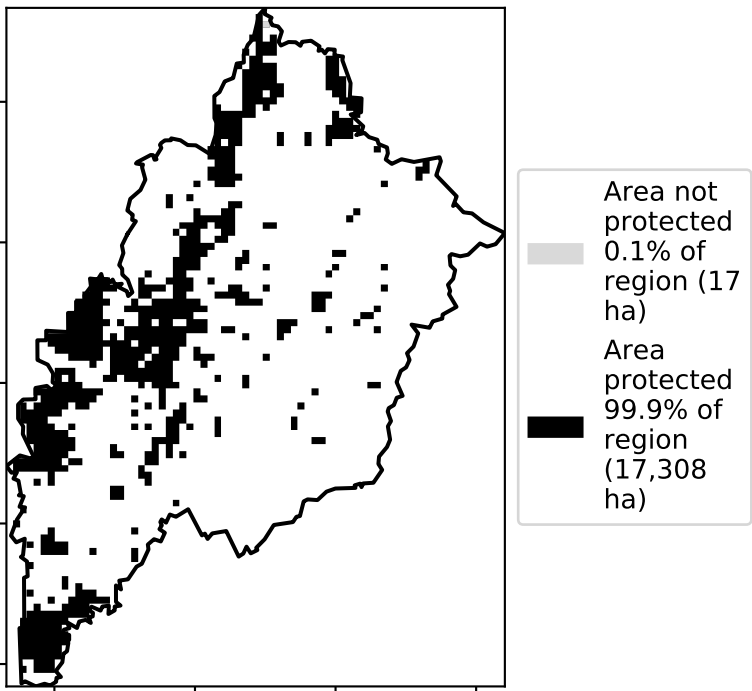 Area not
protected
0.1% of
region (17
ha)
Area
protected
99.9% of
region
(17,308
ha)